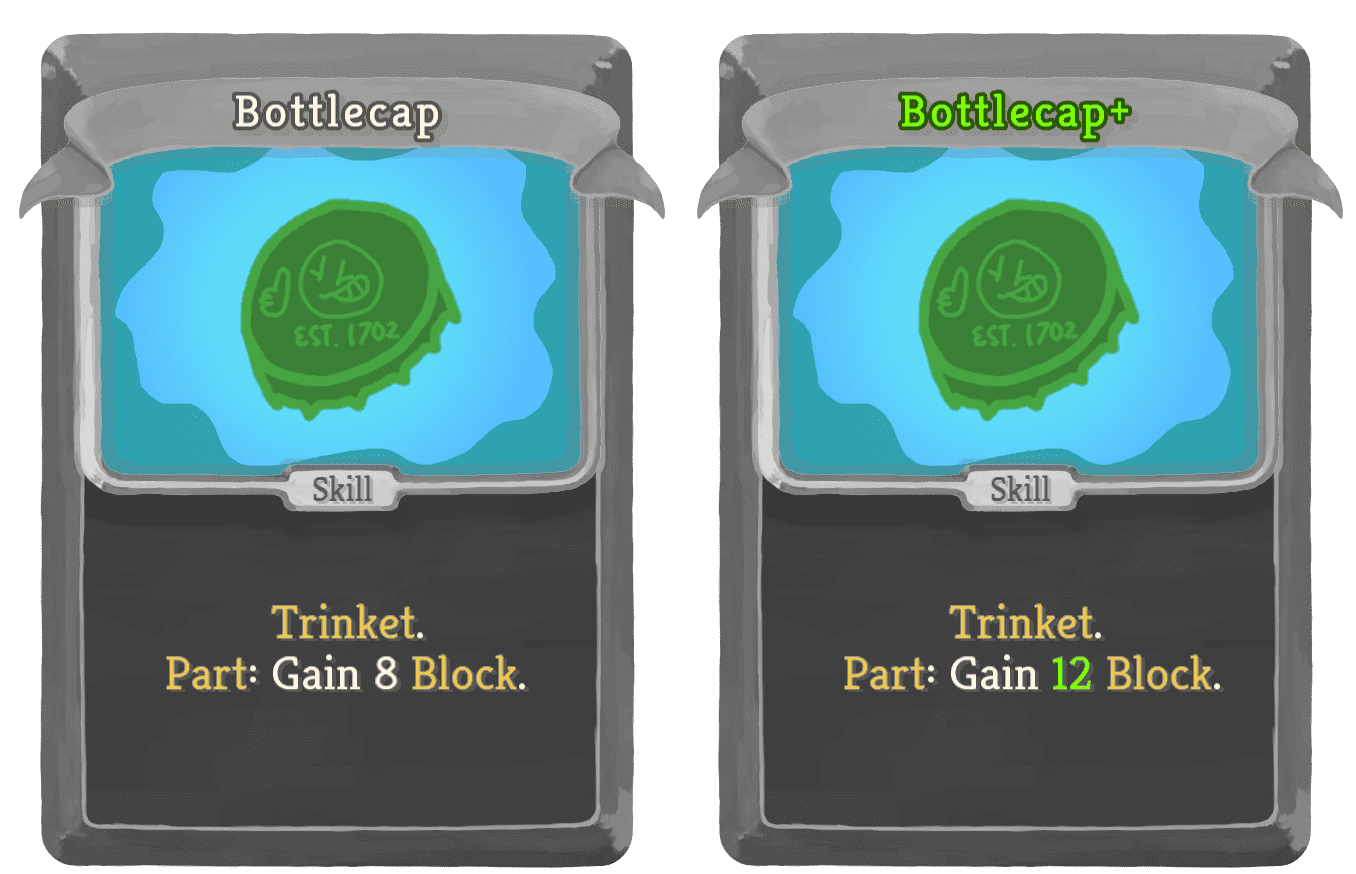 Bottlecap
EST. 1702
Skill
Trinket.
Part: Gain 8 Block.
Bottlecap+
EST. 1702
Skill
Trinket.
Part: Gain 12 Block.